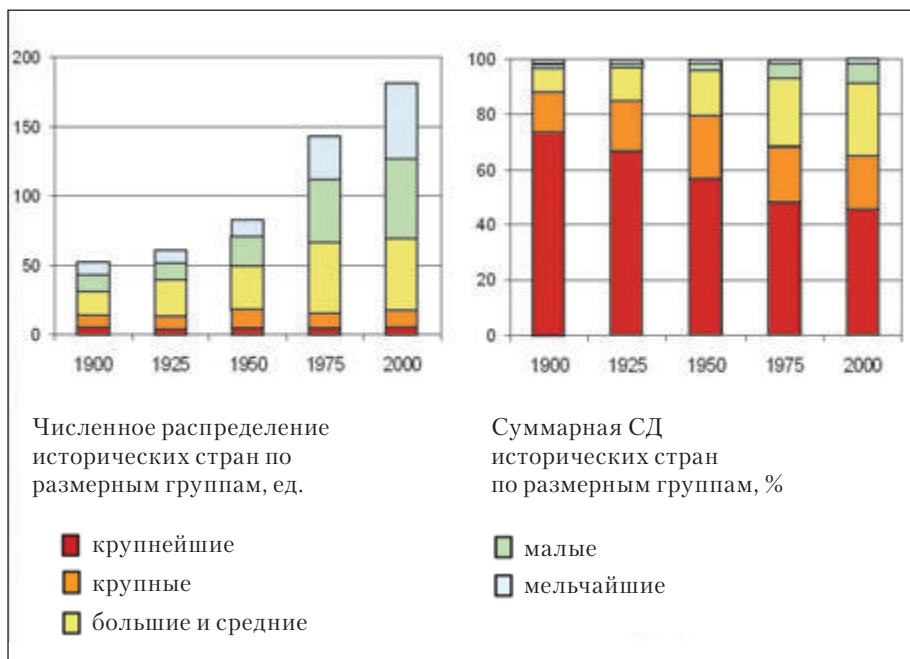 200
150
100
50
0
1900 1925 1950 1975 2000
100
80
60
40
20
0
1900 1925 1950 1975 2000
Численное распределение
исторических стран по
размерным группам, ед.
Суммарная СД
исторических стран
по размерным группам, %
крупнейшие
крупные
большие и средние
малые
мельчайшие